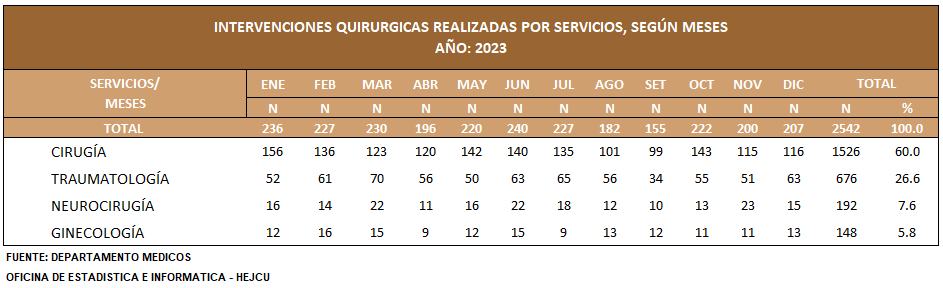 INTERVENCIONES QUIRURGICAS REALIZADAS POR SERVICIOS, SEGÚN MESES
AÑO: 2023
SERVICIOS/ MESES ENE FEB MAR ABR MAY JUN JUL AGO SET OCT NOV DIC TOTAL
N N N N N N N N N N N N N %
TOTAL 236 227 230 196 220 240 227 182 155 222 200 207 2542 100.0
CIRUGÍA 156 136 123 120 142 140 135 101 99 143 115 116 1526 60.0
TRAUMATOLOGÍA 52 61 70 56 50 63 65 56 34 55 51 63 676 26.6
NEUROCIRUGÍA 16 14 22 11 16 22 18 12 10 13 23 15 192 7.6
GINECOLOGÍA 12 16 15 9 12 15 9 13 12 11 11 13 148 5.8
FUENTE: DEPARTAMENTO MEDICOS
OFICINA DE ESTADISTICA E INFORMATICA - HEJCU